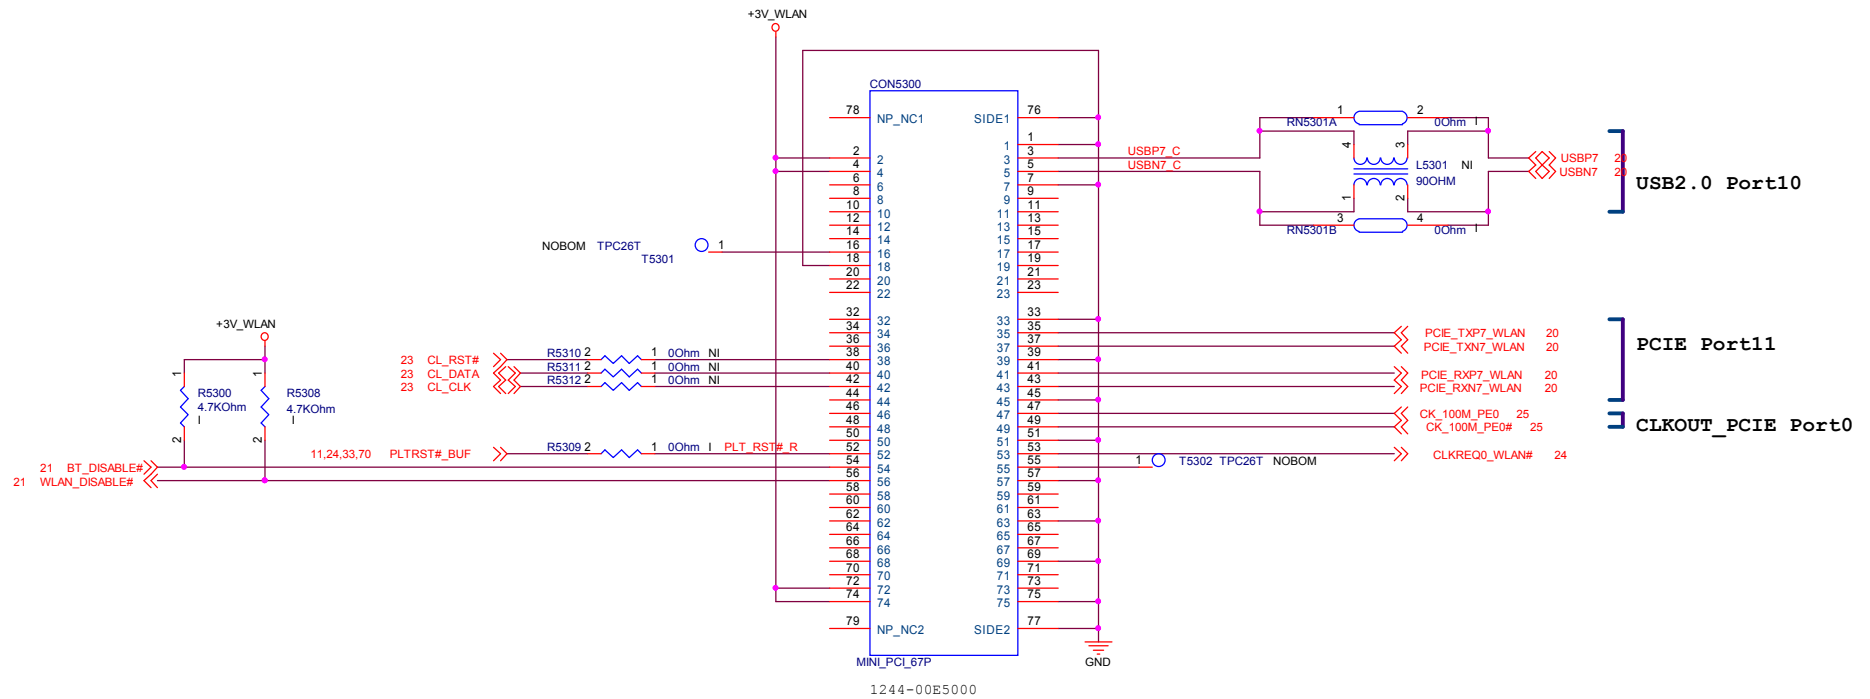 +3V_WLAN
CON5300
78 NP_NC1 SIDE1 76
1 1
2 2 3 3 USBP7_C
4 4 5 5 USBN7_C
6 6 7 7
8 8 9 9
10 10 11 11
12 12 13 13
14 14 15 15
16 16 17 17
18 18 19 19
20 20 21 21
22 22 23 23
32 32 33 33
34 34 35 35
36 36 37 37
38 38 39 39
40 40 41 41
42 42 43 43
44 44 45 45
46 46 47 47
48 48 49 49
50 50 51 51
52 52 53 53
54 54 55 55
56 56 57 57
58 58 59 59
60 60 61 61
62 62 63 63
64 64 65 65
66 66 67 67
68 68 69 69
70 70 71 71
72 72 73 73
74 74 75 75
79 NP_NC2 SIDE2 77
MINI_PCI_67P
1244-00E5000
GND
NOBOM TPC26T 1
T5301
+3V_WLAN
1 1
R5300 R5308
4.7KOhm 4.7KOhm
I I
2 2
23 CL_RST# R5310 2 1 0Ohm NI
23 CL_DATA R5311 2 1 0Ohm NI
23 CL_CLK R5312 2 1 0Ohm NI
11,24,33,70 PLTRST#_BUF R5309 2 1 0Ohm I PLT_RST#_R
21 BT_DISABLE#
21 WLAN_DISABLE#
1 2
RN5301A 0Ohm I
4 3
L5301 NI
90OHM
1 2
3 4
RN5301B 0Ohm I
USBP7 20
USBN7 20
USB2.0 Port10
PCIE_TXP7_WLAN 20
PCIE_TXN7_WLAN 20
PCIE Port11
PCIE_RXP7_WLAN 20
PCIE_RXN7_WLAN 20
CK_100M_PE0 25
CK_100M_PE0# 25
CLKOUT_PCIE Port0
CLKREQ0_WLAN# 24
1 T5302 TPC26T NOBOM